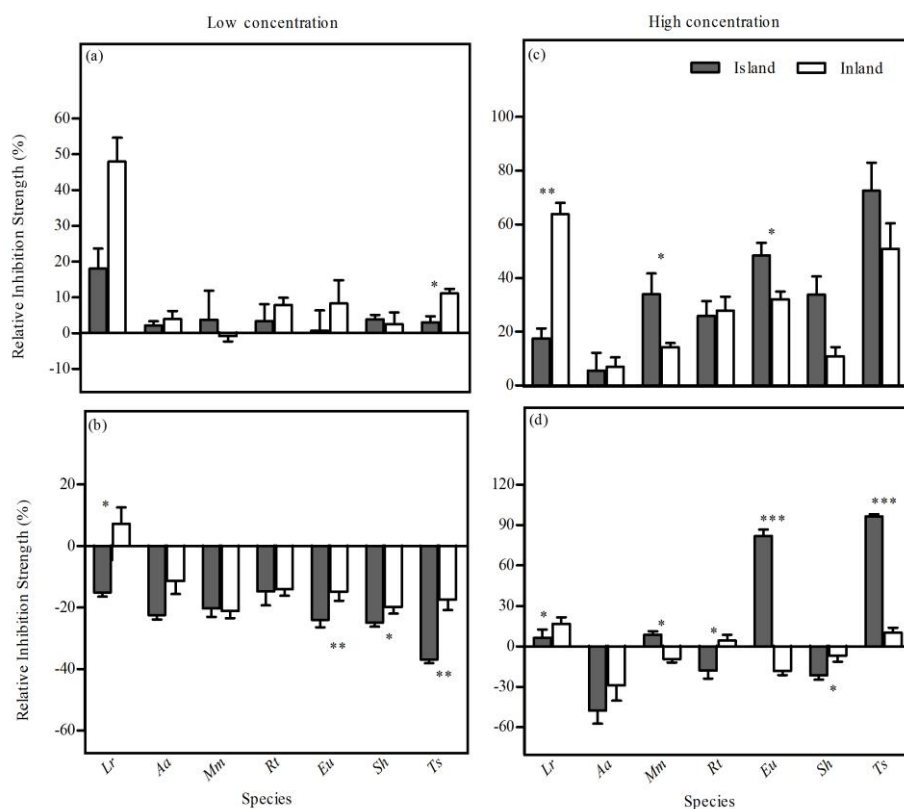 Low concentration
High concentration
(a)
Relative Inhibition Strength (%)
60
50
40
30
20
10
0
-10
*
(c)
Island
Inland
100
80
60
40
20
0
**
*
*
(b)
Relative Inhibition Strength (%)
20
0
-20
-40
-60
*
**
*
**
Lr
Aa
Mm
Rt
Eu
Sh
Ts
Species
(d)
120
90
60
30
0
-30
-60
*
*
*
***
*
***
Lr
Aa
Mm
Rt
Eu
Sh
Ts
Species